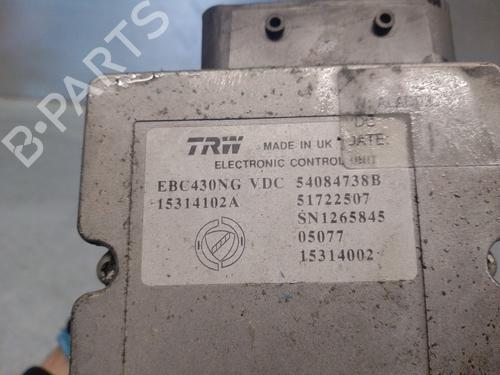 B-PARTS
TRW MADE IN UK DATE:
ELECTRONIC CONTROL UNIT
EBC430NG VDC 54084738B
15314102A 51722507
SN1265845
05077
15314002